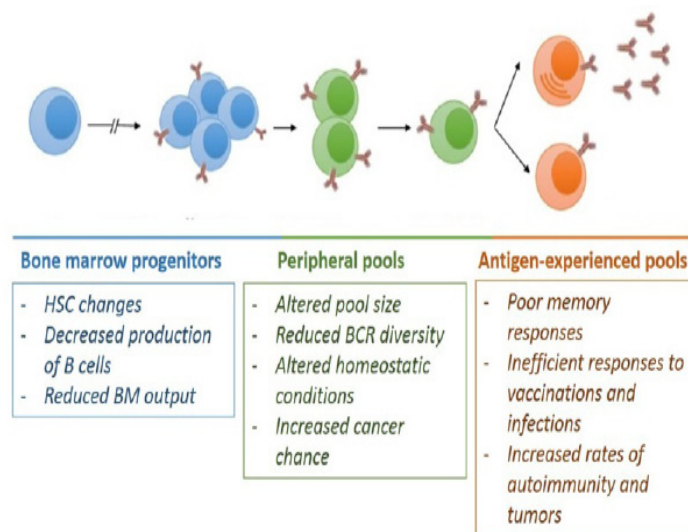 Bone marrow progenitors
- HSC changes
- Decreased production
of B cells
- Reduced BM output
Peripheral pools
- Altered pool size
- Reduced BCR diversity
- Altered homeostatic
conditions
- Increased cancer
chance
Antigen-experienced pools
- Poor memory
responses
- Inefficient responses to
vaccinations and
infections
- Increased rates of
autoimmunity and
tumors